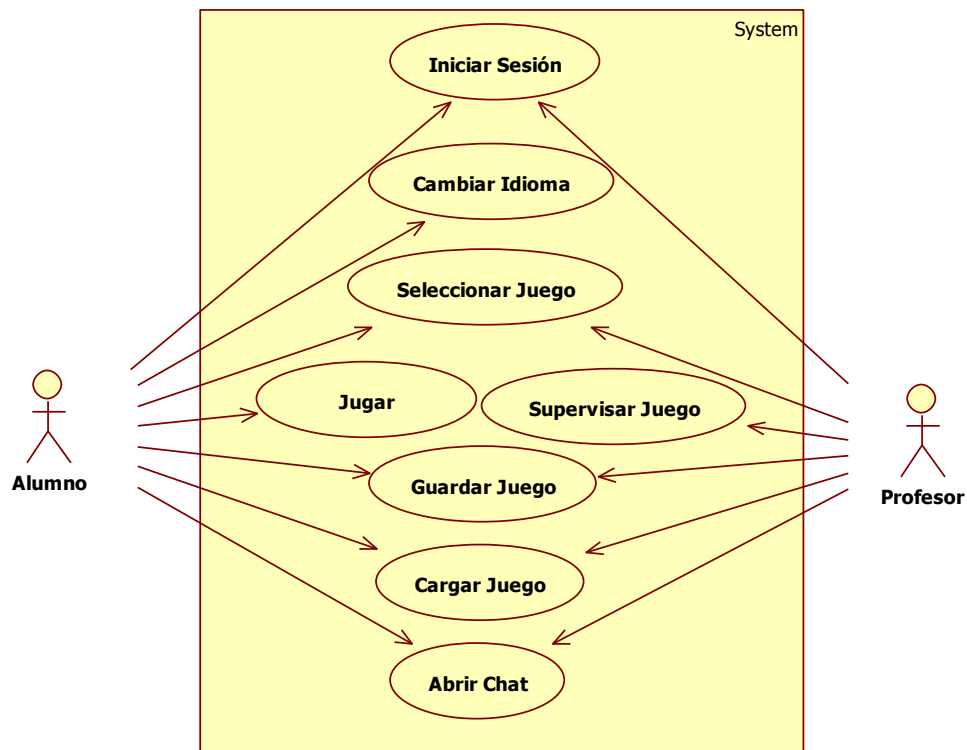 System
Iniciar Sesión
Cambiar Idioma
Seleccionar Juego
Jugar
Supervisar Juego
Alumno
Guardar Juego
Profesor
Cargar Juego
Abrir Chat